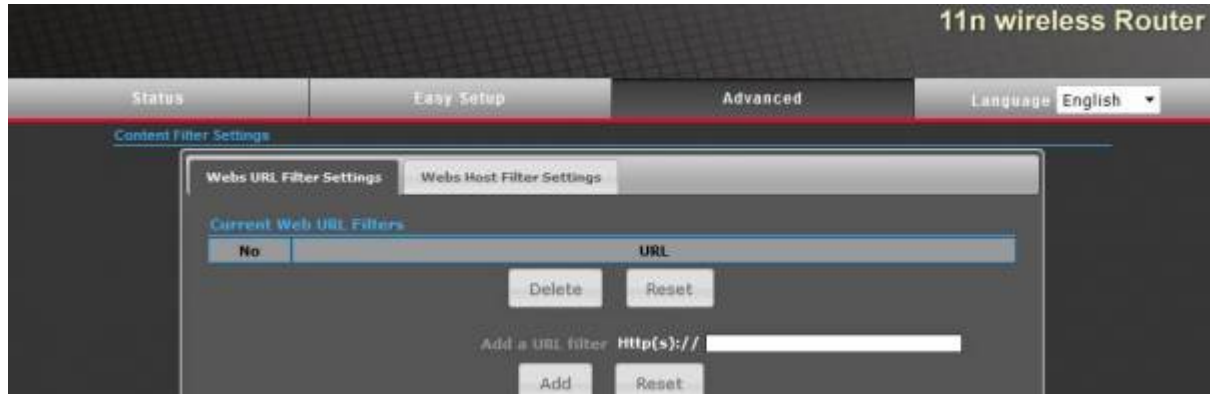 11n wireless Router
Status Easy Setup Advanced Language English
Content Filter Settings
Webs URL Filter Settings Webs Host Filter Settings
Current Web URL Filters
No URL
Delete Reset
Add a URL filter Http(s)://
Add Reset